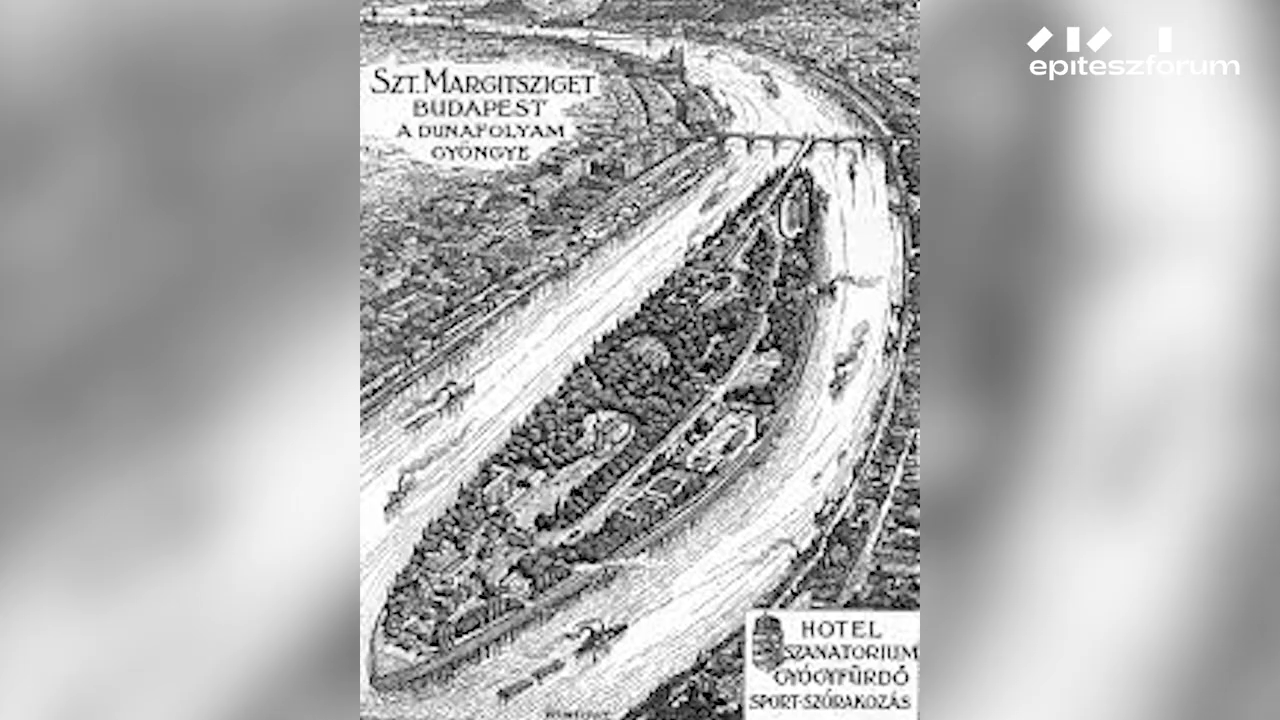 SZT. MARGITSZIGET
BUDAPEST
A DUNAFOLYAM
GYÖNGYE
epiteszforum
HOTEL
SZANATORIUM
GYÓGYFÜRDŐ
SPORT-SZÓRAKOZÁS